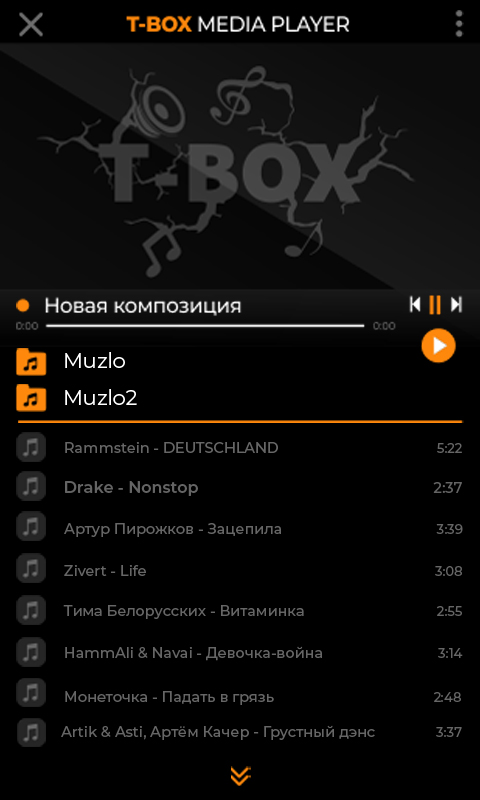 T-BOX MEDIA PLAYER
T-BOX
Новая композиция
0:00 0:00
Muzlo
Muzlo2
Rammstein - DEUTSCHLAND 5:22
Drake - Nonstop 2:37
Артур Пирожков - Зацепила 3:39
Zivert - Life 3:08
Тима Белорусских - Витаминка 2:55
HammAli & Navai - Девочка-война 3:14
Монеточка - Падать в грязь 2:48
Artik & Asti, Артём Качер - Грустный дэнс 3:37